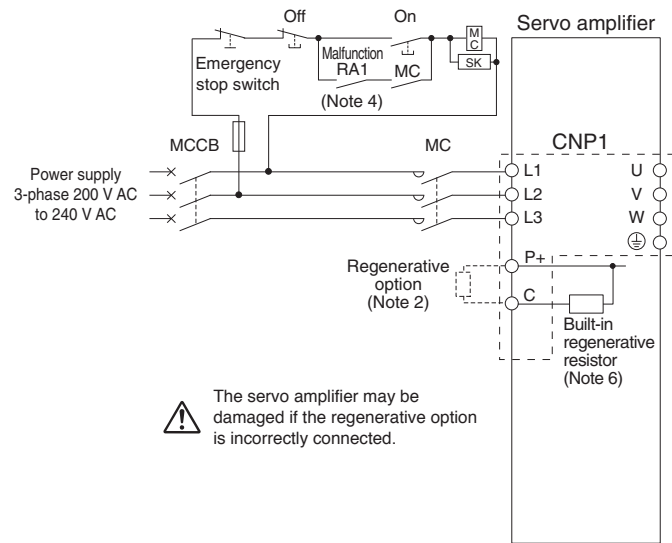 Off
On
Servo amplifier
Emergency
stop switch
Malfunction
RA1
MC
(Note 4)
M
C
SK
MCCB
MC
CNP1
Power supply
3-phase 200 V AC
to 240 V AC
L1
L2
L3
U
V
W
P+
C
Regenerative
option
(Note 2)
Built-in
regenerative
resistor
(Note 6)
The servo amplifier may be
damaged if the regenerative option
is incorrectly connected.